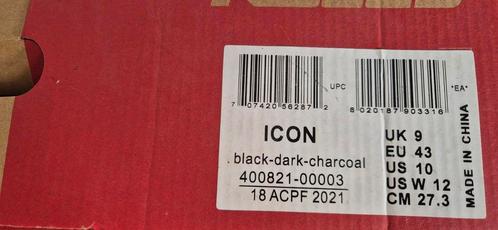 UPC
*EA*
7 07420 56287 2
8 020187 903316
ICON
black-dark-charcoal
400821-00003
18 ACPF 2021
UK 9
EU 43
US 10
US W 12
CM 27.3
MADE IN CHINA